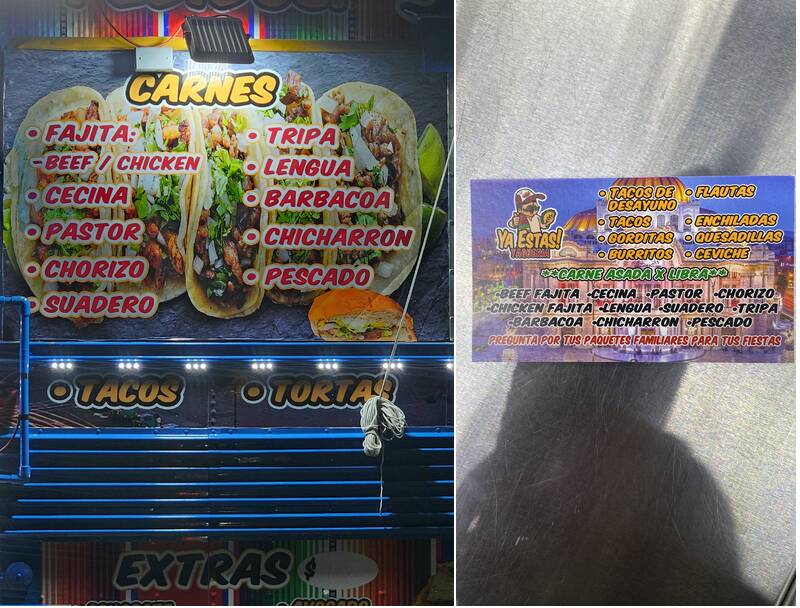 CARNES
• FAJITA:
-BEEF / CHICKEN
• CECINA
• PASTOR
• CHORIZO
• SUADERO
• TRIPA
• LENGUA
• BARBACOA
• CHICHARRON
• PESCADO
• TACOS
• TORTAS
EXTRAS $
• AVOCADO
YA ESTAS!
TAQUERIA
• TACOS DE
DESAYUNO
• TACOS
• GORDITAS
• BURRITOS
• FLAUTAS
• ENCHILADAS
• QUESADILLAS
• CEVICHE
**CARNE ASADA X LIBRA**
•BEEF FAJITA •CECINA •PASTOR •CHORIZO
•CHICKEN FAJITA •LENGUA •SUADERO •TRIPA
•BARBACOA •CHICHARRON •PESCADO
PREGUNTA POR TUS PAQUETES FAMILIARES PARA TUS FIESTAS